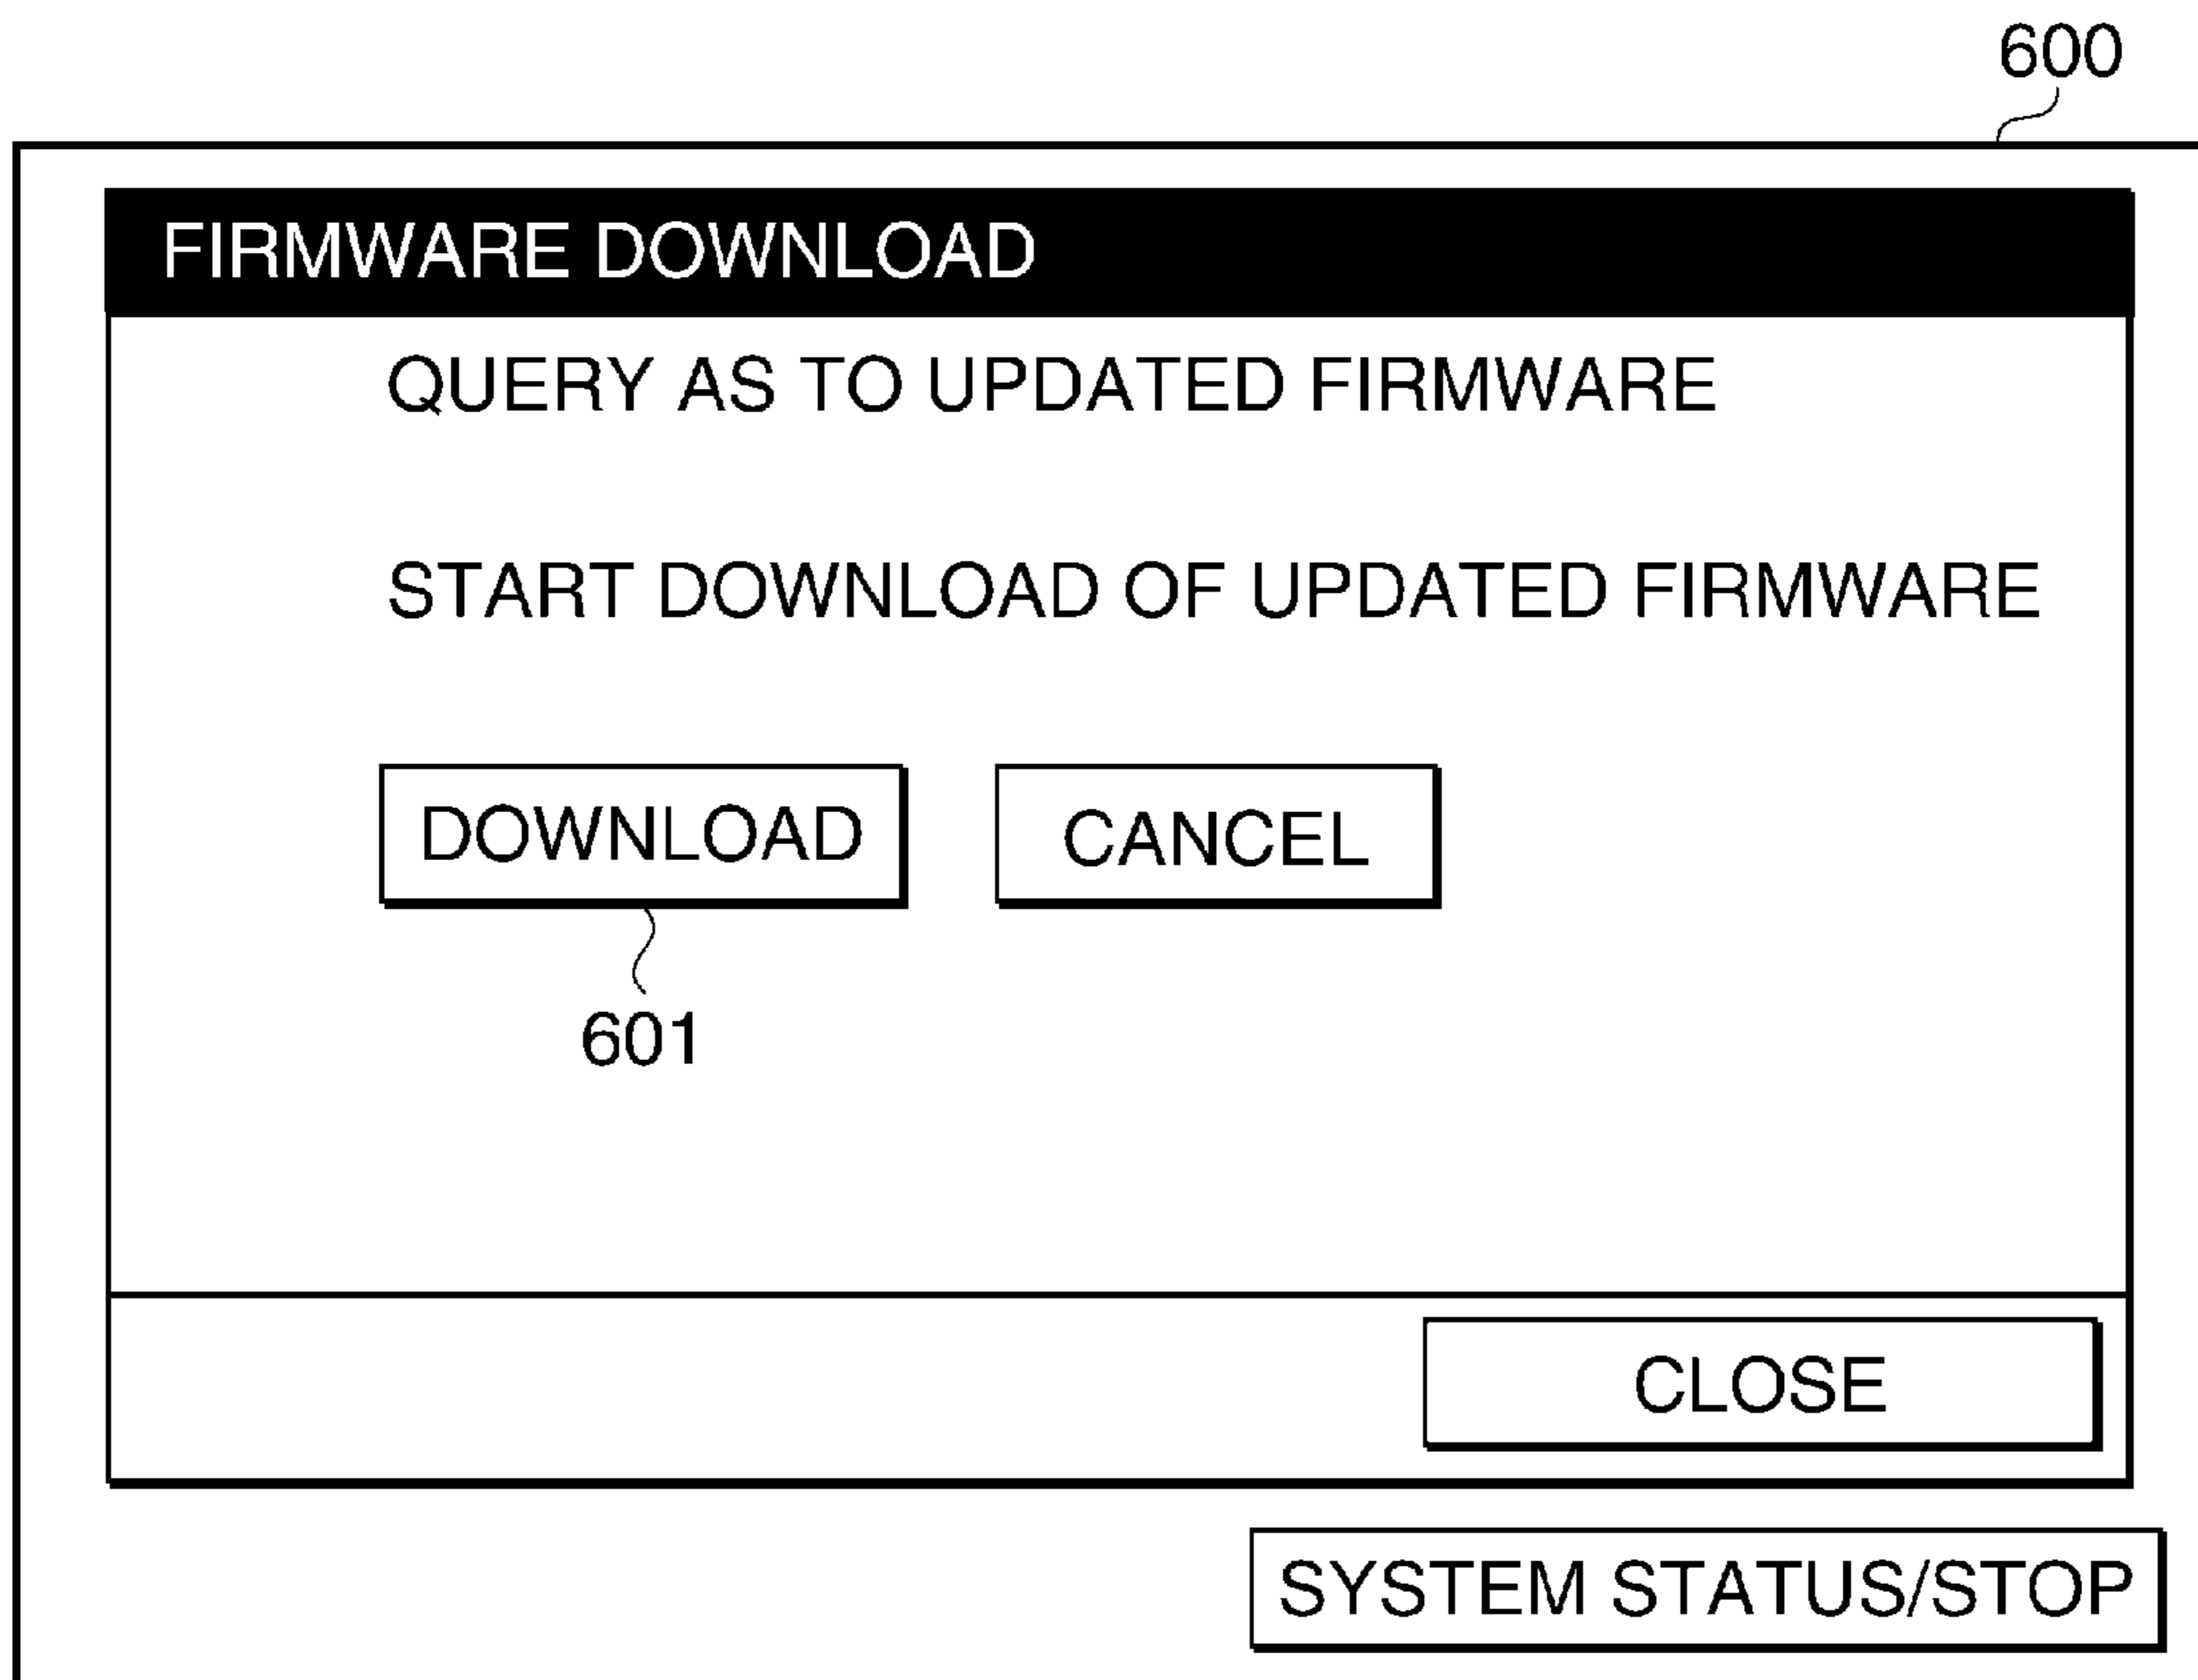 600
FIRMWARE DOWNLOAD
QUERY AS TO UPDATED FIRMWARE
START DOWNLOAD OF UPDATED FIRMWARE
DOWNLOAD CANCEL
601
CLOSE
SYSTEM STATUS/STOP